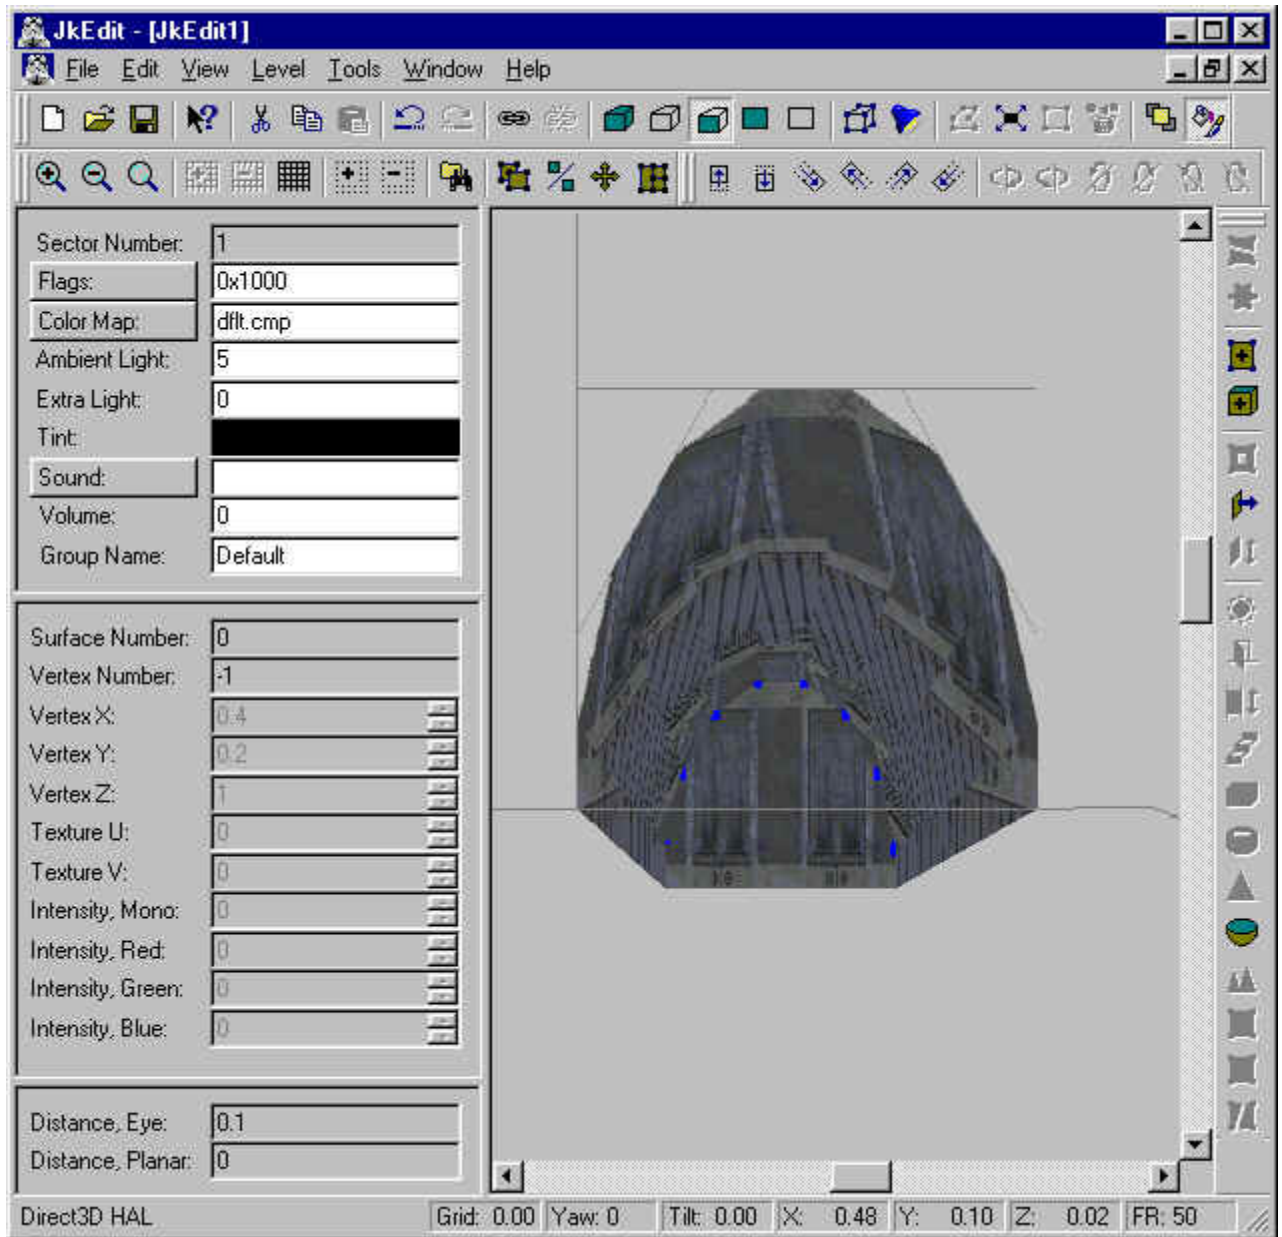 JkEdit - [JkEdit1]
File Edit View Level Tools Window Help
Sector Number: 1
Flags: 0x1000
Color Map: dflt.cmp
Ambient Light: 5
Extra Light: 0
Tint:
Sound:
Volume: 0
Group Name: Default
Surface Number: 0
Vertex Number: -1
Vertex X: 0.4
Vertex Y: 0.2
Vertex Z: 1
Texture U: 0
Texture V: 0
Intensity, Mono: 0
Intensity, Red: 0
Intensity, Green: 0
Intensity, Blue: 0
Distance, Eye: 0.1
Distance, Planar: 0
Direct3D HAL Grid: 0.00 Yaw: 0 Tilt: 0.00 X: 0.48 Y: 0.10 Z: 0.02 FR: 50